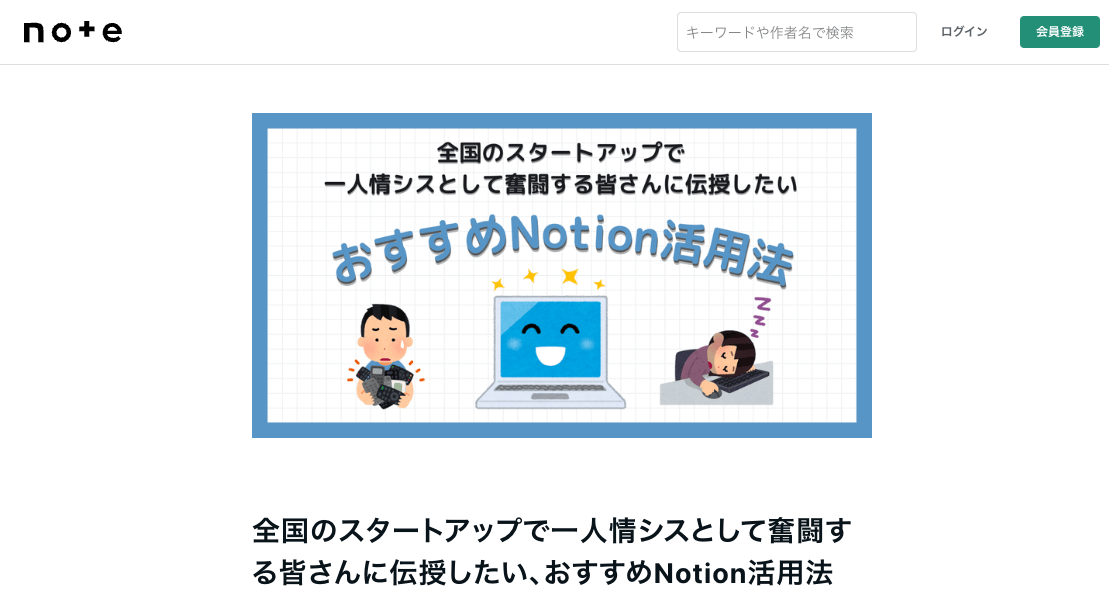 note
キーワードや作者名で検索
ログイン
会員登録
全国のスタートアップで
一人情シスとして奮闘する皆さんに伝授したい
おすすめNotion活用法
Z
Z
Z
全国のスタートアップで一人情シスとして奮闘す
る皆さんに伝授したい、おすすめNotion活用法